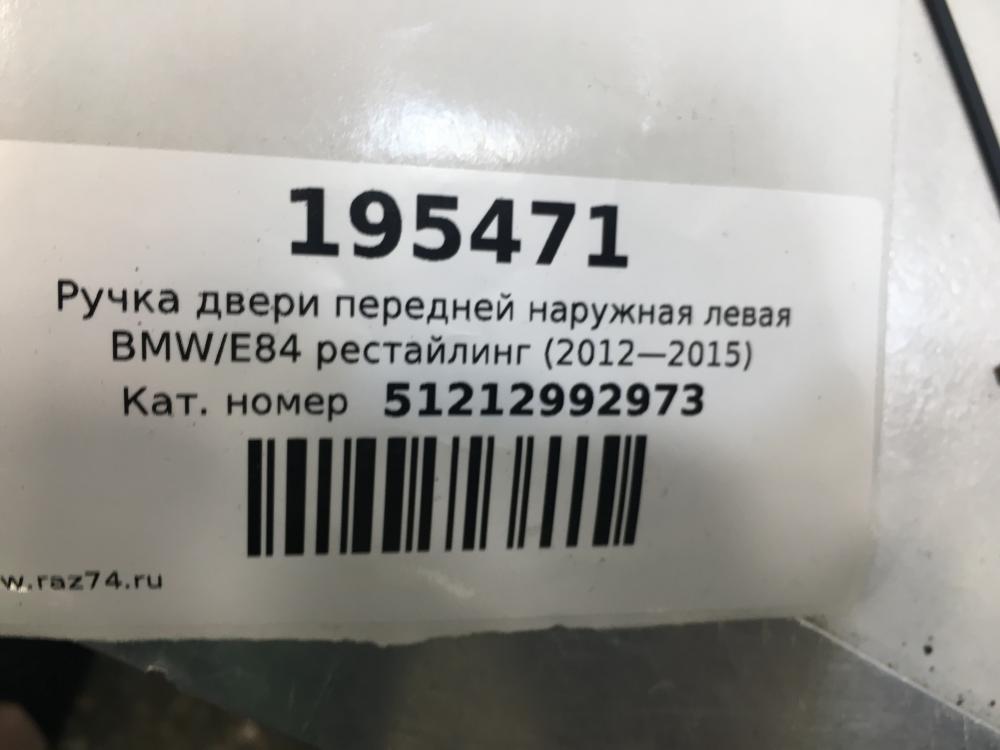 195471
Ручка двери передней наружная левая
BMW/E84 рестайлинг (2012—2015)
Кат. номер 51212992973
w.raz74.ru